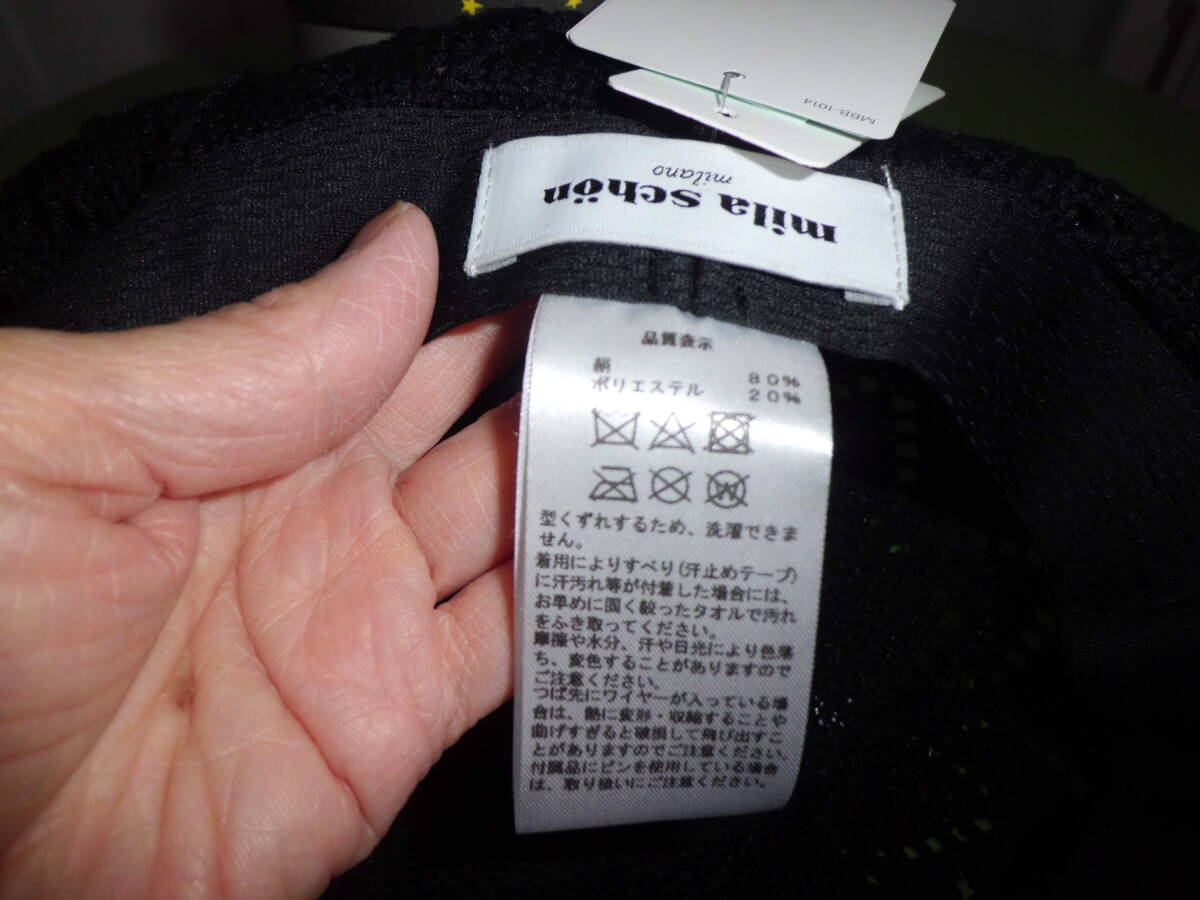 MBB-1014
mila schön
milano
品質表示
絹 80%
ポリエステル 20%
W
型くずれするため、洗濯できま
せん。
着用によりすべり(汗止めテープ)
に汗汚れ等が付着した場合には、
お早めに固く絞ったタオルで汚れ
をふき取ってください。
摩擦や水分、汗や日光により色落
ち、変色することがありますので
ご注意ください。
つば先にワイヤーが入っている場
合は、熱に変形・収縮することや
曲げすぎると破損して飛び出すこ
とがありますのでご注意ください。
付属品にピンを使用している場合
は、取り扱いにご注意ください。